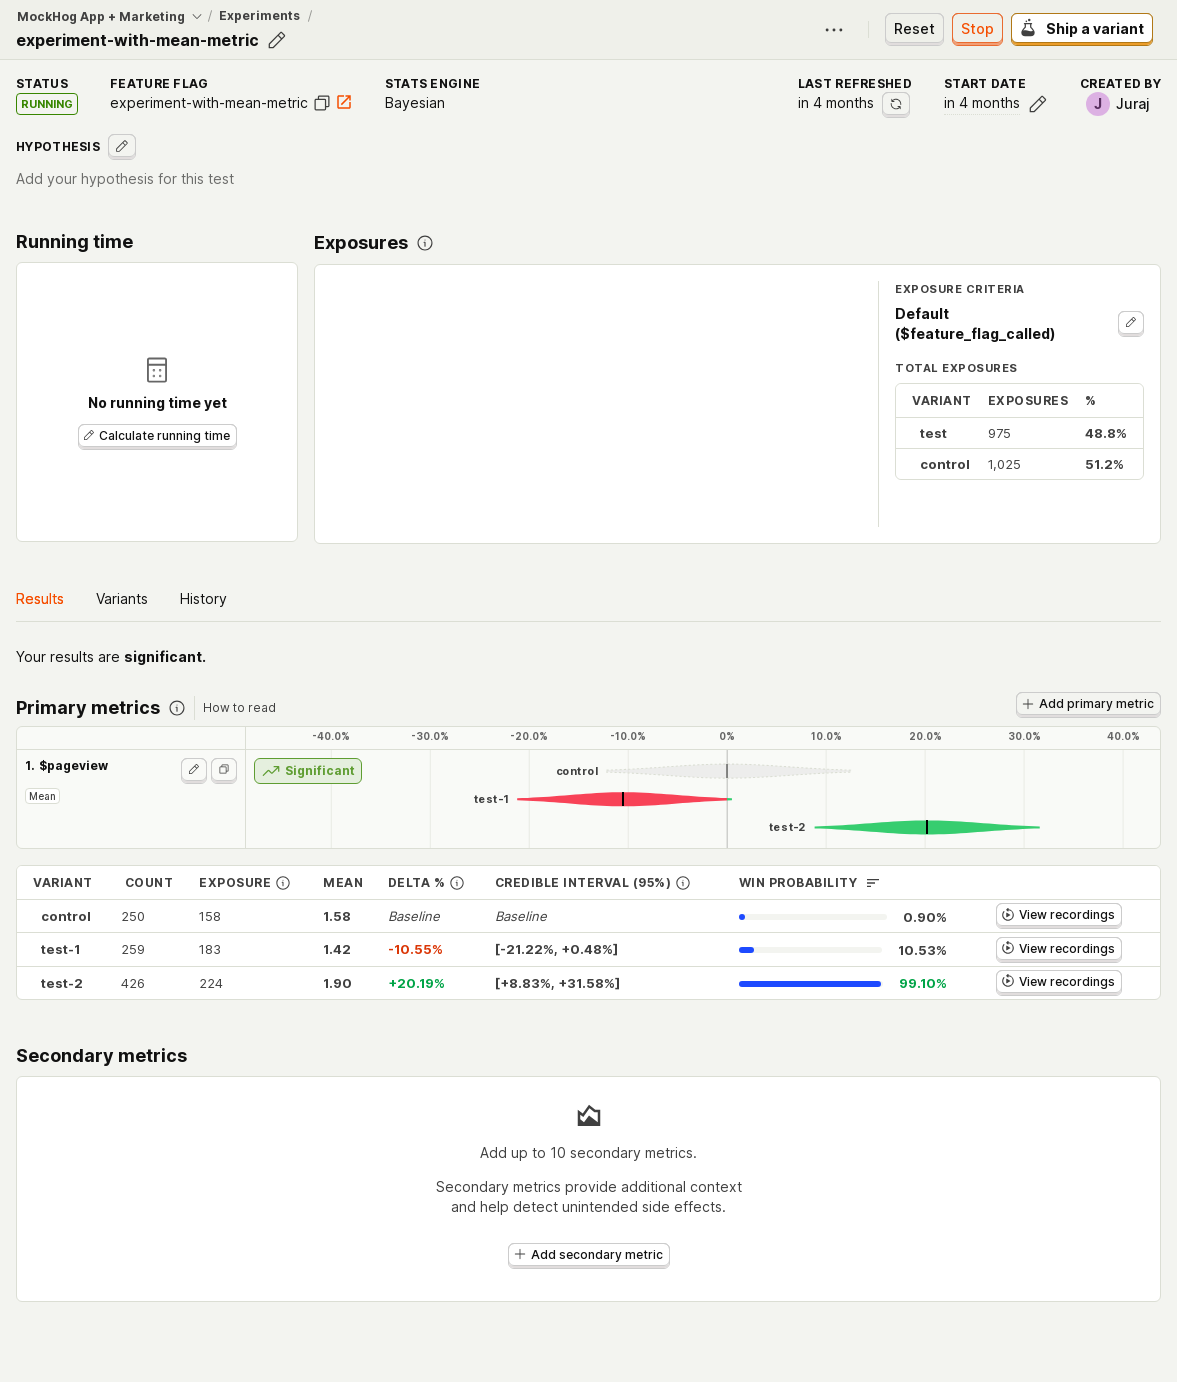 MockHog App + Marketing / Experiments /
experiment-with-mean-metric
Reset
Stop
Ship a variant
STATUS
RUNNING
FEATURE FLAG
experiment-with-mean-metric
STATS ENGINE
Bayesian
LAST REFRESHED
in 4 months
START DATE
in 4 months
CREATED BY
J Juraj
HYPOTHESIS
Add your hypothesis for this test
Running time
No running time yet
Calculate running time
Exposures
EXPOSURE CRITERIA
Default
($feature_flag_called)
TOTAL EXPOSURES
VARIANT EXPOSURES %
test 975 48.8%
control 1,025 51.2%
Results Variants History
Your results are significant.
Primary metrics How to read
Add primary metric
-40.0% -30.0% -20.0% -10.0% 0% 10.0% 20.0% 30.0% 40.0%
1. $pageview
Mean
Significant
control
test-1
test-2
VARIANT COUNT EXPOSURE MEAN DELTA % CREDIBLE INTERVAL (95%) WIN PROBABILITY
control 250 158 1.58 Baseline Baseline 0.90% View recordings
test-1 259 183 1.42 -10.55% [-21.22%, +0.48%] 10.53% View recordings
test-2 426 224 1.90 +20.19% [+8.83%, +31.58%] 99.10% View recordings
Secondary metrics
Add up to 10 secondary metrics.
Secondary metrics provide additional context
and help detect unintended side effects.
Add secondary metric